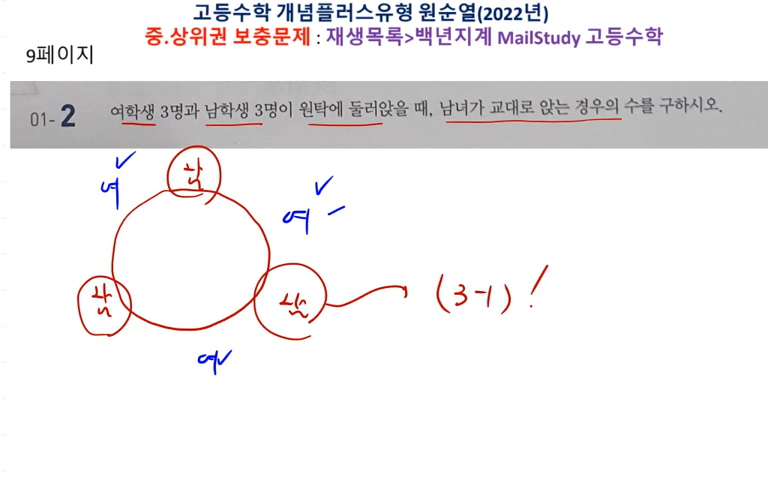 고등수학 개념플러스유형 원순열(2022년)
중.상위권 보충문제 : 재생목록>백년지계 MailStudy 고등수학
9페이지
01- 2 여학생 3명과 남학생 3명이 원탁에 둘러앉을 때, 남녀가 교대로 앉는 경우의 수를 구하시오.
남
여
여
남
남
(3-1)!
여